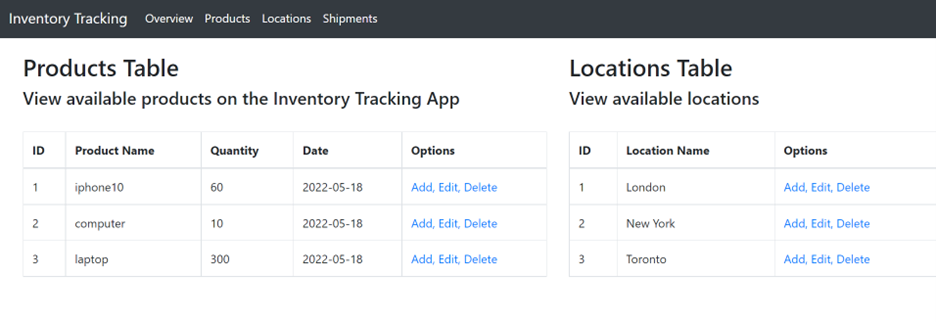 Inventory Tracking Overview Products Locations Shipments
Products Table
View available products on the Inventory Tracking App
ID Product Name Quantity Date Options
1 iphone10 60 2022-05-18 Add, Edit, Delete
2 computer 10 2022-05-18 Add, Edit, Delete
3 laptop 300 2022-05-18 Add, Edit, Delete
Locations Table
View available locations
ID Location Name Options
1 London Add, Edit, Delete
2 New York Add, Edit, Delete
3 Toronto Add, Edit, Delete